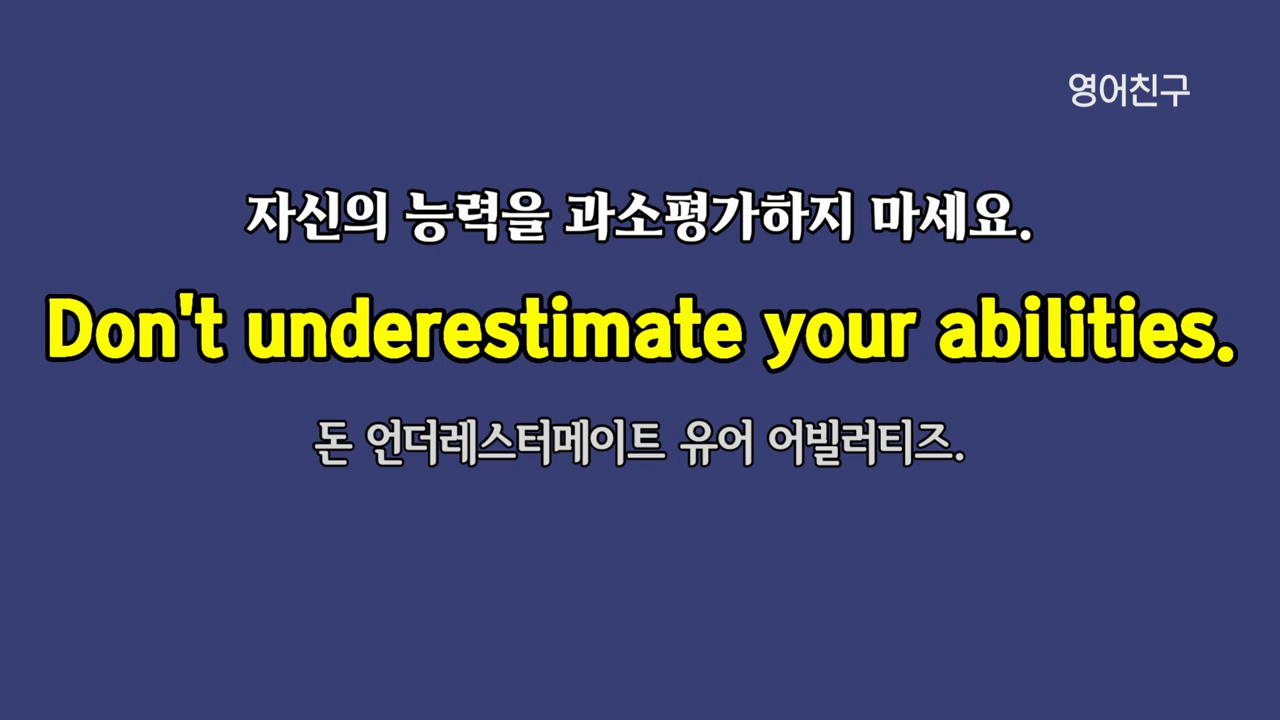 영어친구
자신의 능력을 과소평가하지 마세요.
Don't underestimate your abilities.
돈 언더레스터메이트 유어 어빌러티즈.